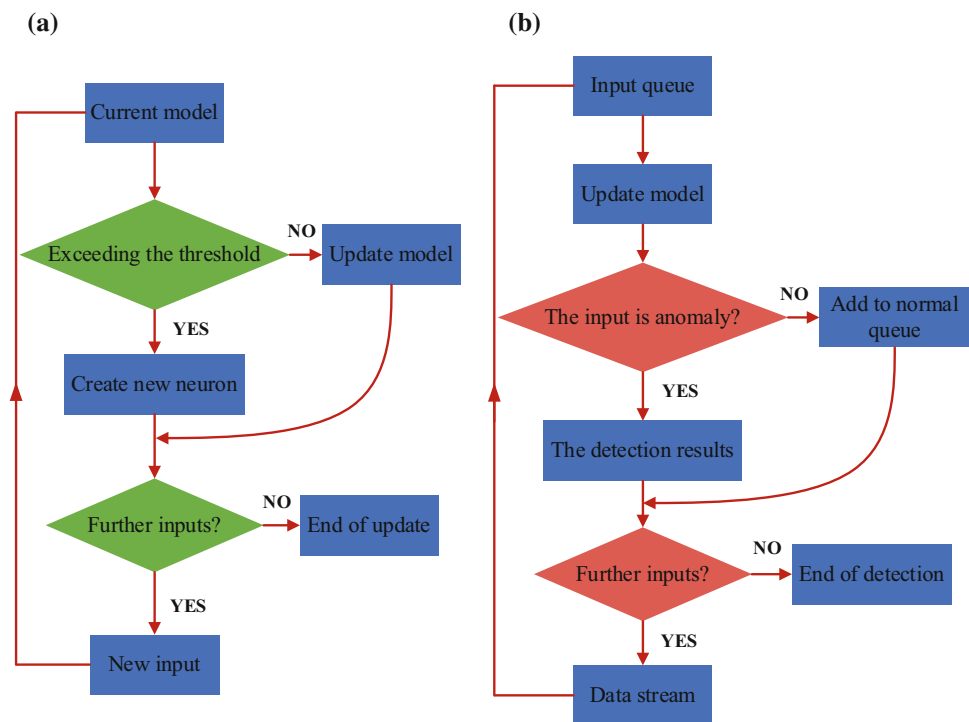 (a)
Current model
Exceeding the threshold
NO
Update model
YES
Create new neuron
Further inputs?
NO
End of update
YES
New input
(b)
Input queue
Update model
The input is anomaly?
NO
Add to normal
queue
YES
The detection results
Further inputs?
NO
End of detection
YES
Data stream